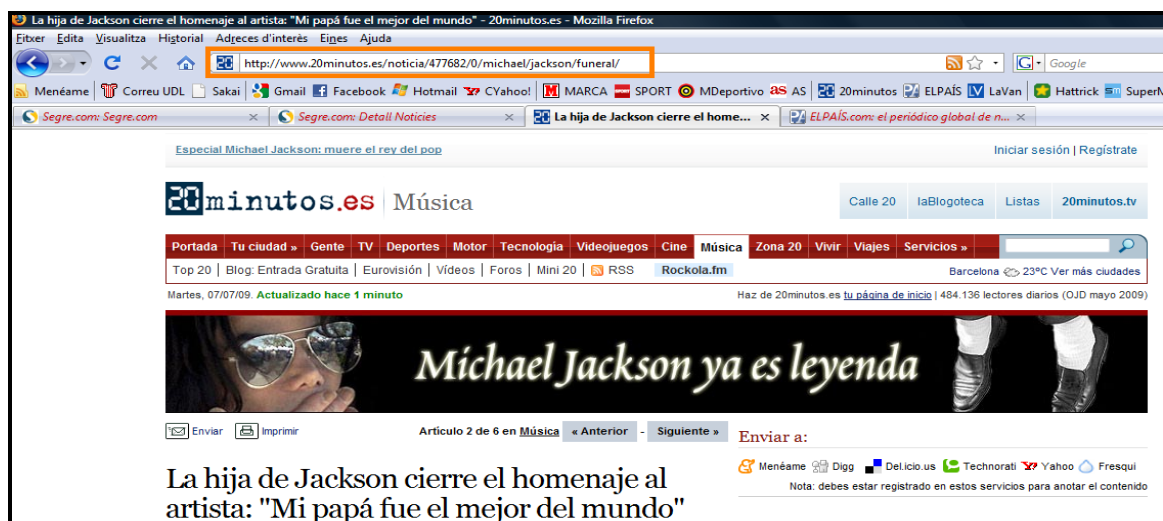 La hija de Jackson cierre el homenaje al artista: "Mi papá fue el mejor del mundo" - 20minutos.es - Mozilla Firefox
Fitxer Edita Visualitza Historial Adreces d'interès Eines Ajuda
http://www.20minutos.es/noticia/477682/0/michael/jackson/funeral/ G Google
Menéame Correu UDL Sakai Gmail Facebook Hotmail CYahoo! M MARCA SPORT MDeportivo as AS 20 20minutos ELPAÍS LV LaVan Hattrick SuperM
Segre.com: Segre.com Segre.com: Detall Noticies 20 La hija de Jackson cierre el home... ELPAÍS.com: el periódico global de n...
Especial Michael Jackson: muere el rey del pop Iniciar sesión | Regístrate
20minutos.es Música Calle 20 laBlogoteca Listas 20minutos.tv
Portada Tu ciudad » Gente TV Deportes Motor Tecnología Videojuegos Cine Música Zona 20 Vivir Viajes Servicios »
Top 20 | Blog: Entrada Gratuita | Eurovisión | Vídeos | Foros | Mini 20 | RSS Rockola.fm Barcelona 23ºC Ver más ciudades
Martes, 07/07/09. Actualizado hace 1 minuto Haz de 20minutos.es tu página de inicio | 484.136 lectores diarios (OJD mayo 2009)
Michael Jackson ya es leyenda
Enviar Imprimir Artículo 2 de 6 en Música « Anterior - Siguiente »
Enviar a:
Menéame Digg Del.icio.us Technorati Yahoo Fresqui
Nota: debes estar registrado en estos servicios para anotar el contenido
La hija de Jackson cierre el homenaje al
artista: "Mi papá fue el mejor del mundo"